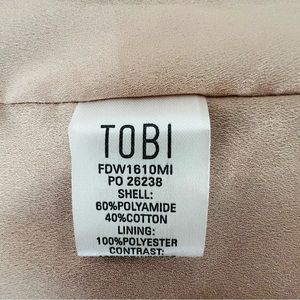 TOBI
FDW1610MI
PO 26238
SHELL:
60%POLYAMIDE
40%COTTON
LINING:
100%POLYESTER
CONTRAST: